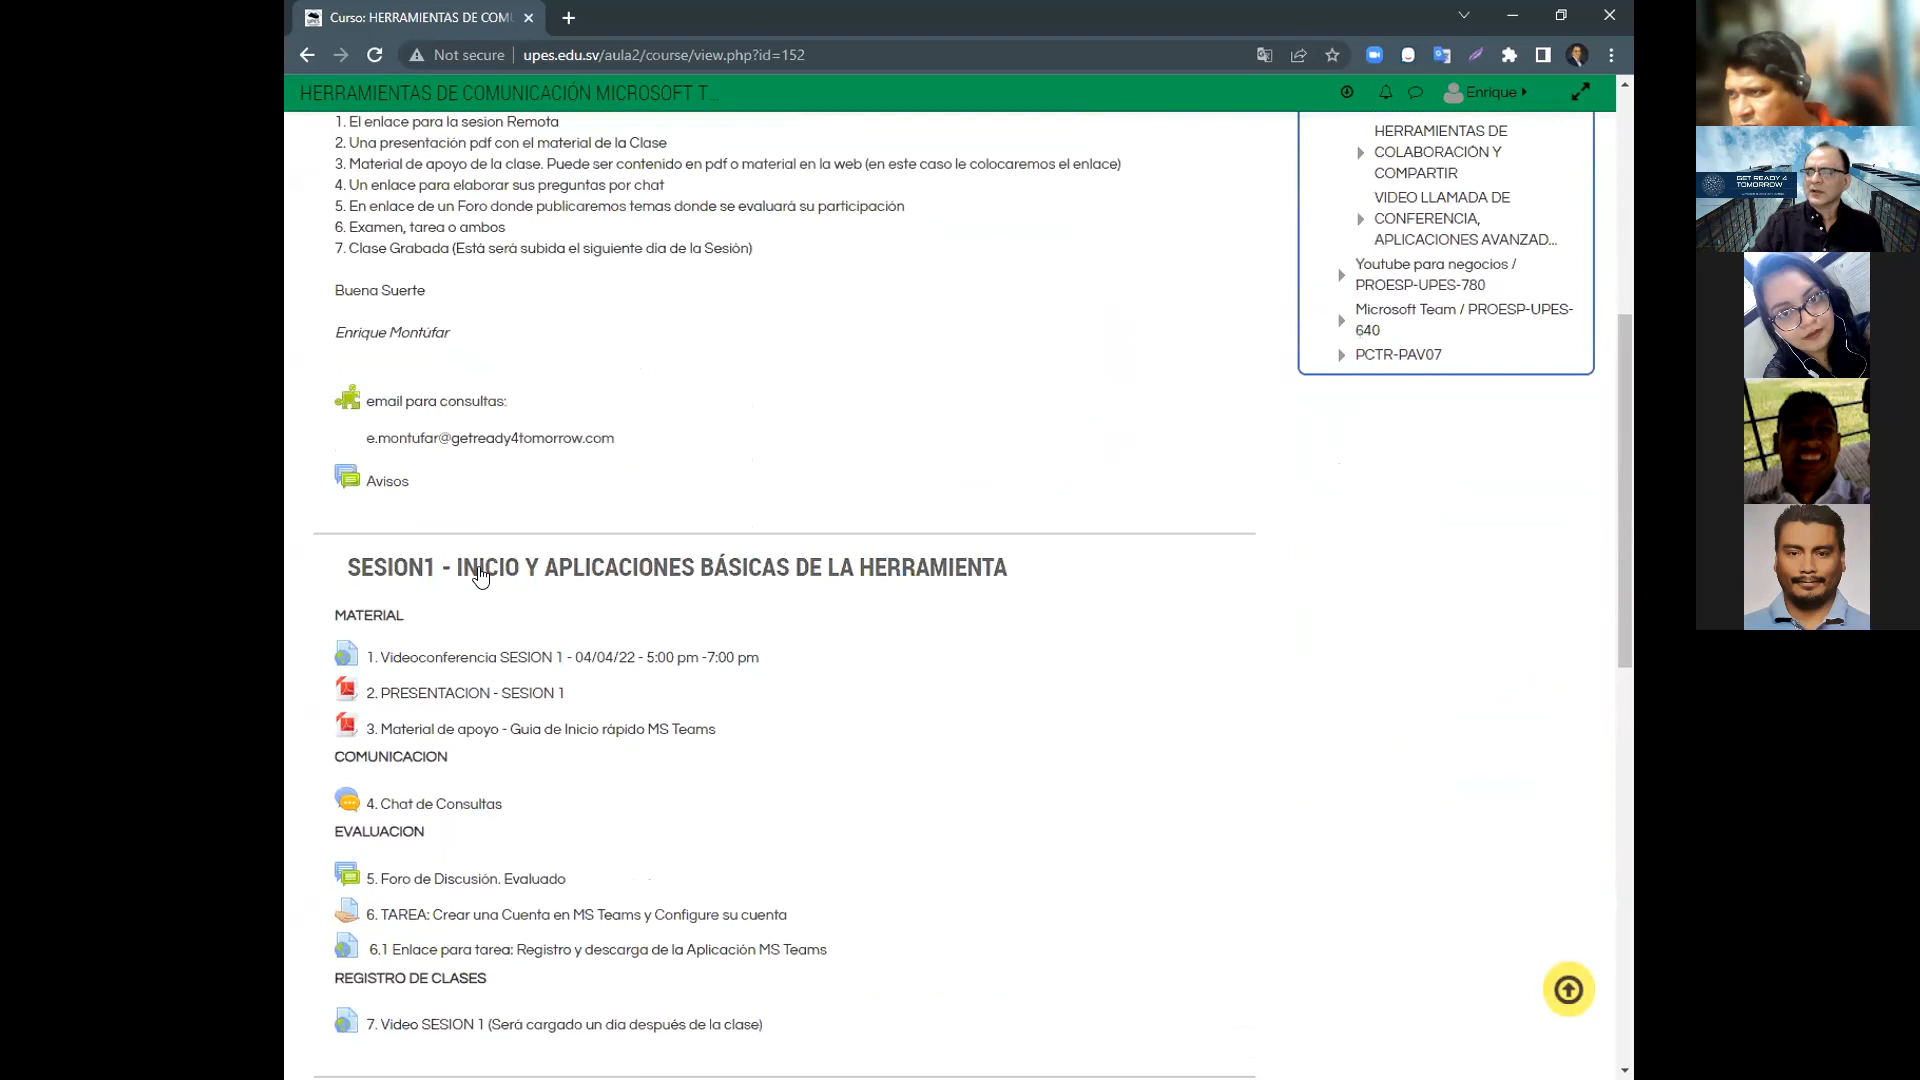 Curso: HERRAMIENTAS DE COM
Not secure
upes.edu.sv/aula2/course/view.php?id=152
HERRAMIENTAS DE COMUNICACIÓN MICROSOFT T...
Enrique
1. El enlace para la sesion Remota
2. Una presentación pdf con el material de la Clase
3. Material de apoyo de la clase. Puede ser contenido en pdf o material en la web (en este caso le colocaremos el enlace)
4. Un enlace para elaborar sus preguntas por chat
5. En enlace de un Foro donde publicaremos temas donde se evaluará su participación
6. Examen, tarea o ambos
7. Clase Grabada (Está será subida el siguiente día de la Sesión)
Buena Suerte
Enrique Montúfar
email para consultas:
e.montufar@getready4tomorrow.com
Avisos
SESION1 - INICIO Y APLICACIONES BÁSICAS DE LA HERRAMIENTA
MATERIAL
1. Videoconferencia SESION 1 - 04/04/22 - 5:00 pm -7:00 pm
2. PRESENTACION - SESION 1
3. Material de apoyo - Guia de Inicio rápido MS Teams
COMUNICACION
4. Chat de Consultas
EVALUACION
5. Foro de Discusión. Evaluado
6. TAREA: Crear una Cuenta en MS Teams y Configure su cuenta
6.1 Enlace para tarea: Registro y descarga de la Aplicación MS Teams
REGISTRO DE CLASES
7. Video SESION 1 (Será cargado un día después de la clase)
HERRAMIENTAS DE
COLABORACIÓN Y
COMPARTIR
VIDEO LLAMADA DE
CONFERENCIA,
APLICACIONES AVANZAD...
Youtube para negocios /
PROESP-UPES-780
Microsoft Team / PROESP-UPES-
640
PCTR-PAV07
GET READY 4
TOMORROW